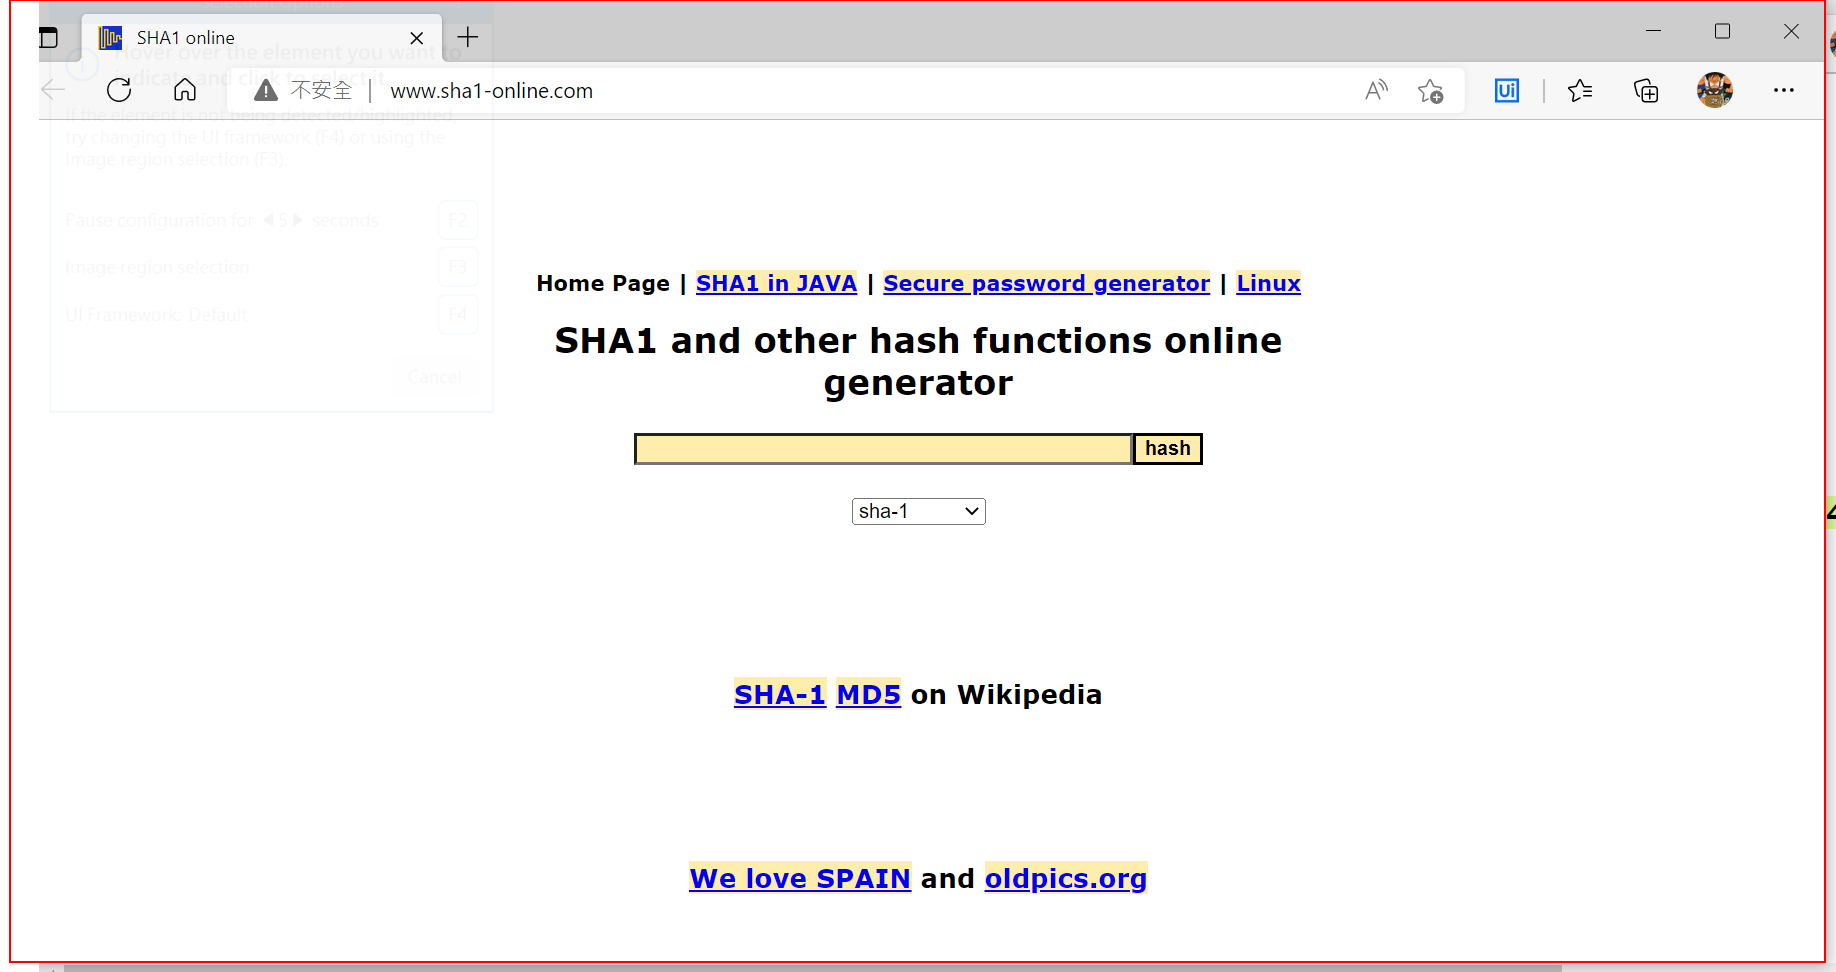 Selection Options
SHA1 online
Hover over the element you want to
indicate and click to select it.
不安全
www.sha1-online.com
If the element is not being detected/highlighted,
try changing the UI framework (F4) or using the
Image region selection (F3).
Pause configuration for 5 seconds F2
Image region selection F3
UI Framework: Default F4
Cancel
Home Page | SHA1 in JAVA | Secure password generator | Linux
SHA1 and other hash functions online
generator
hash
sha-1
SHA-1 MD5 on Wikipedia
We love SPAIN and oldpics.org